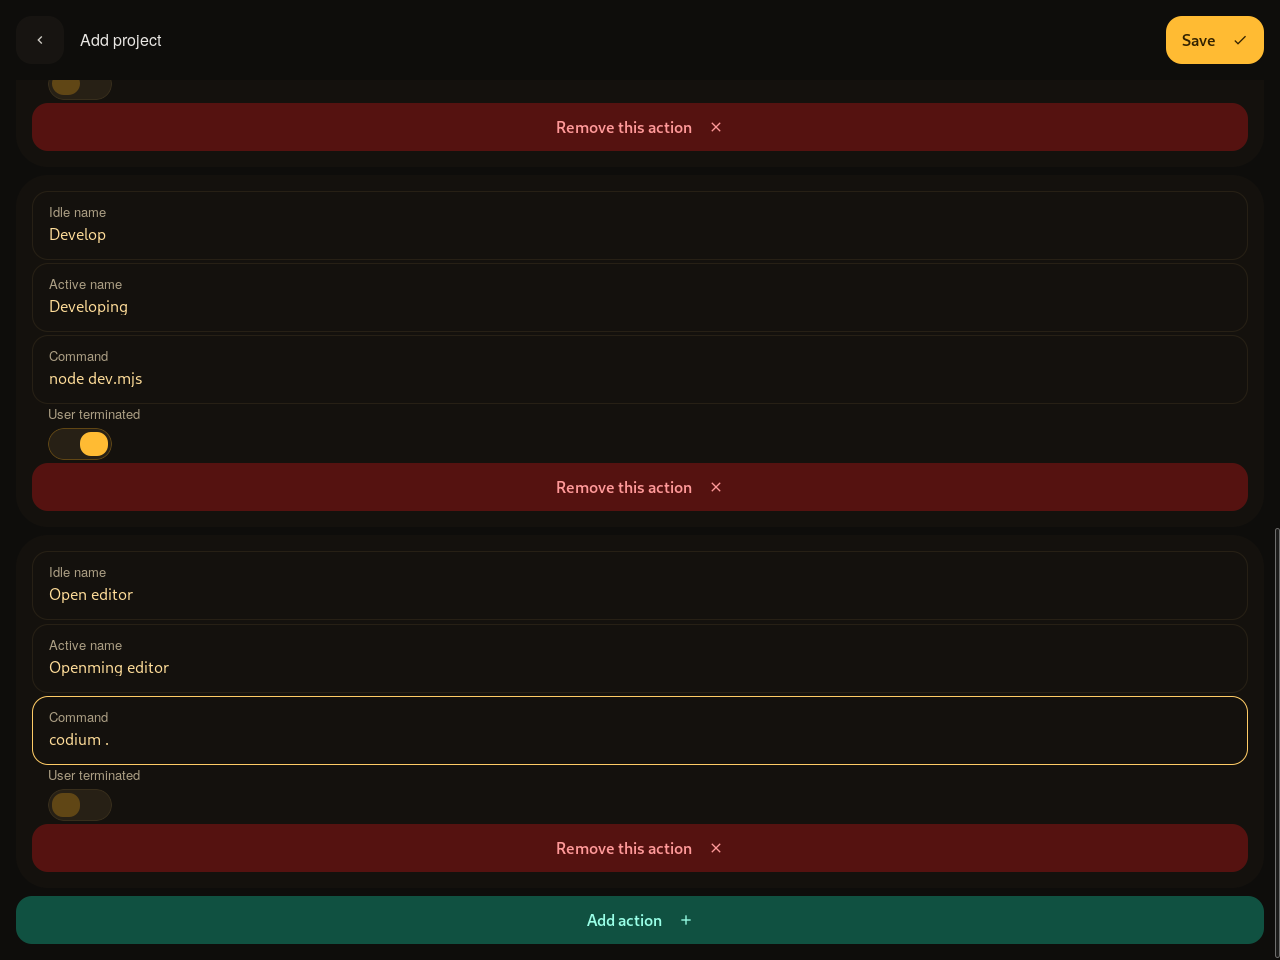 Add project
Save
Remove this action
Idle name
Develop
Active name
Developing
Command
node dev.mjs
User terminated
Remove this action
Idle name
Open editor
Active name
Openming editor
Command
codium .
User terminated
Remove this action
Add action